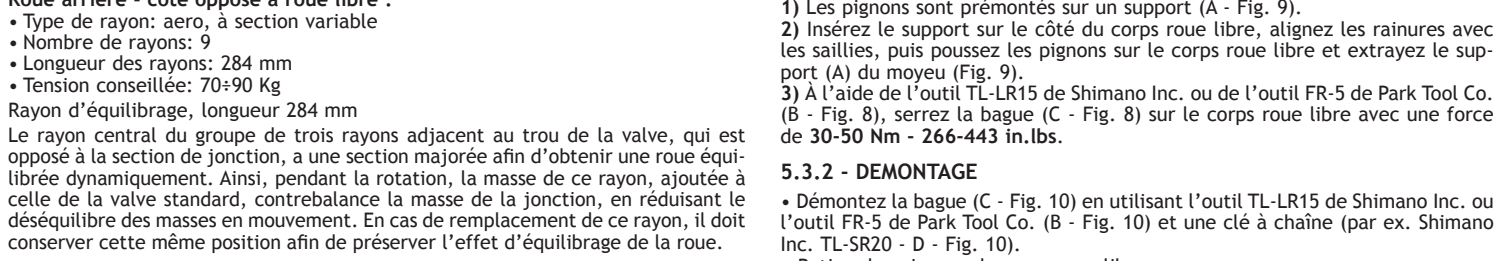 Roue arrière - côté opposé à roue libre :
• Type de rayon: aero, à section variable
• Nombre de rayons: 9
• Longueur des rayons: 284 mm
• Tension conseillée: 70÷90 Kg
Rayon d’équilibrage, longueur 284 mm
Le rayon central du groupe de trois rayons adjacent au trou de la valve, qui est
opposé à la section de jonction, a une section majorée afin d’obtenir une roue équi-
librée dynamiquement. Ainsi, pendant la rotation, la masse de ce rayon, ajoutée à
celle de la valve standard, contrebalance la masse de la jonction, en réduisant le
déséquilibre des masses en mouvement. En cas de remplacement de ce rayon, il doit
conserver cette même position afin de préserver l’effet d’équilibrage de la roue.
1) Les pignons sont prémontés sur un support (A - Fig. 9).
2) Insérez le support sur le côté du corps roue libre, alignez les rainures avec
les saillies, puis poussez les pignons sur le corps roue libre et extrayez le sup-
port (A) du moyeu (Fig. 9).
3) À l’aide de l’outil TL-LR15 de Shimano Inc. ou de l’outil FR-5 de Park Tool Co.
(B - Fig. 8), serrez la bague (C - Fig. 8) sur le corps roue libre avec une force
de 30-50 Nm - 266-443 in.lbs.
5.3.2 - DEMONTAGE
• Démontez la bague (C - Fig. 10) en utilisant l’outil TL-LR15 de Shimano Inc. ou
l’outil FR-5 de Park Tool Co. (B - Fig. 10) et une clé à chaîne (par ex. Shimano
Inc. TL-SR20 - D - Fig. 10).